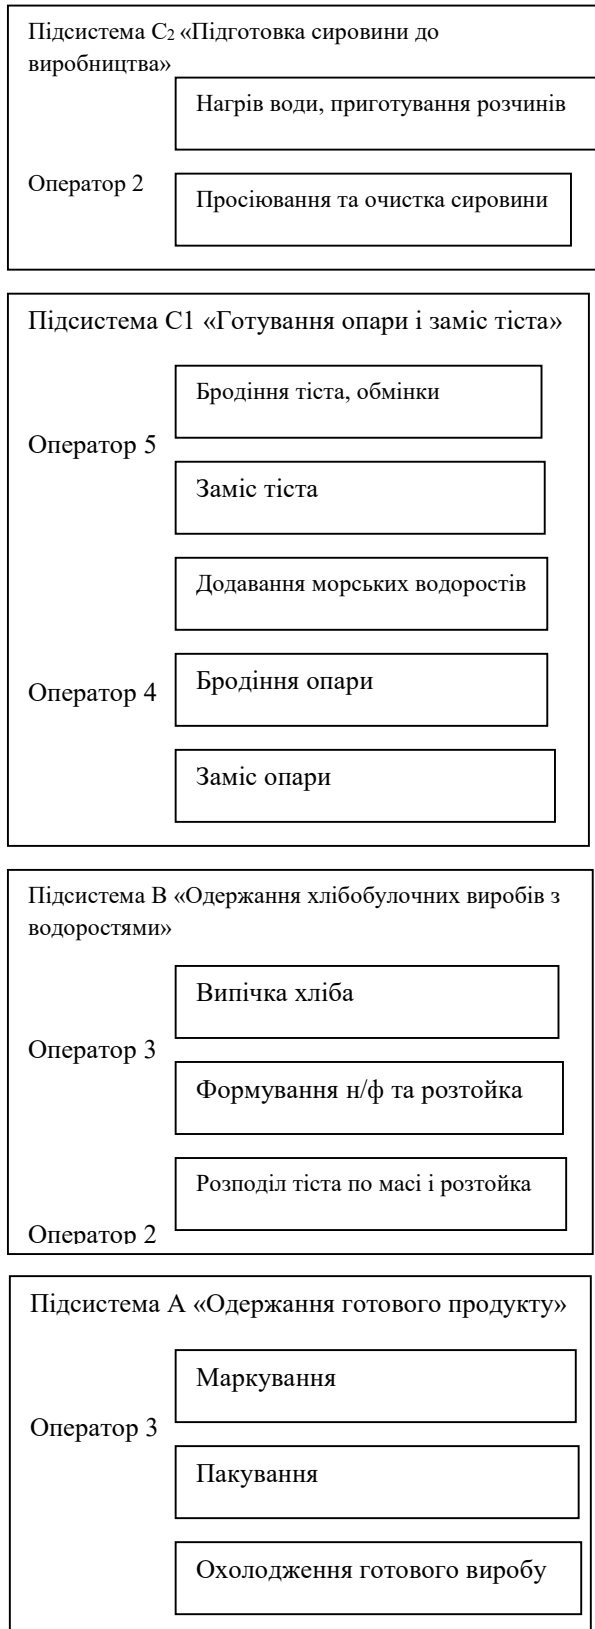 Підсистема С2 «Підготовка сировини до
виробництва»
Нагрів води, приготування розчинів
Оператор 2
Просіювання та очистка сировини
Підсистема С1 «Готування опари і заміс тіста»
Бродіння тіста, обмінки
Оператор 5
Заміс тіста
Додавання морських водоростів
Оператор 4
Бродіння опари
Заміс опари
Підсистема В «Одержання хлібобулочних виробів з
водоростями»
Випічка хліба
Оператор 3
Формування н/ф та розтойка
Розподіл тіста по масі і розтойка
Оператор 2
Підсистема А «Одержання готового продукту»
Маркування
Оператор 3
Пакування
Охолодження готового виробу